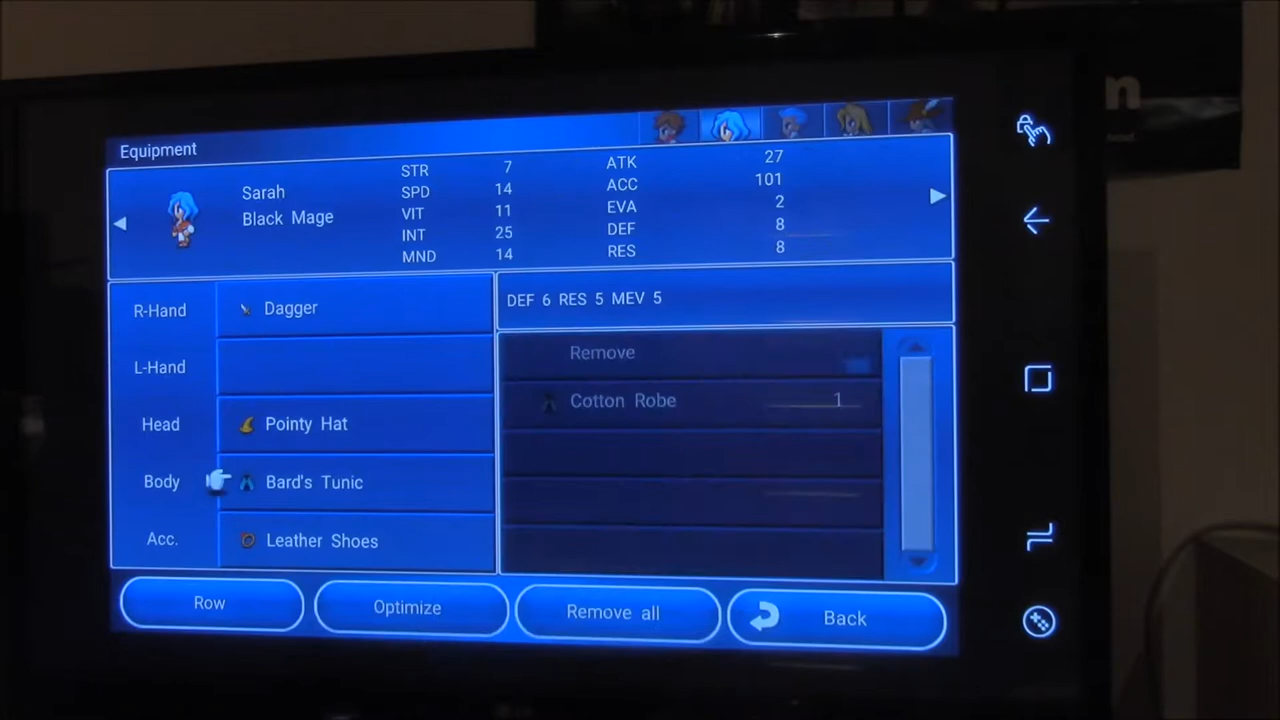 Equipment
Sarah
Black Mage
STR 7
SPD 14
VIT 11
INT 25
MND 14
ATK 27
ACC 101
EVA 2
DEF 8
RES 8
R-Hand Dagger
L-Hand
Head Pointy Hat
Body Bard's Tunic
Acc. Leather Shoes
DEF 6 RES 5 MEV 5
Remove
Cotton Robe 1
Row
Optimize
Remove all
Back
n